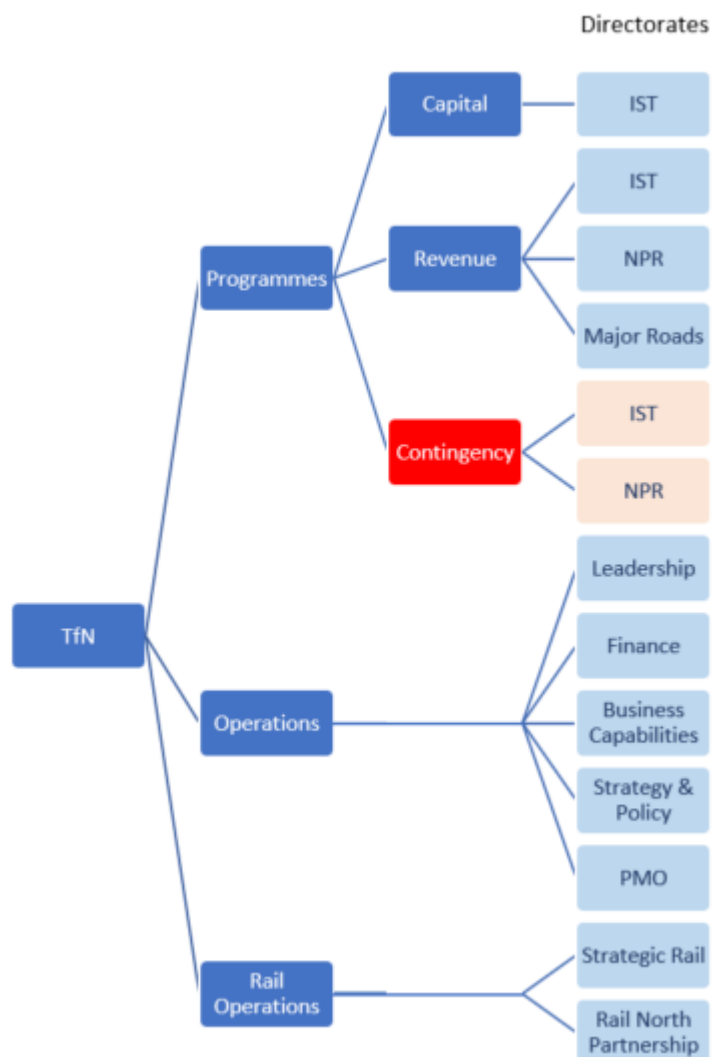 Directorates
Capital
IST
IST
Programmes
Revenue
NPR
Major Roads
IST
Contingency
NPR
Leadership
TfN
Finance
Operations
Business
Capabilities
Strategy &
Policy
PMO
Strategic Rail
Rail
Operations
Rail North
Partnership